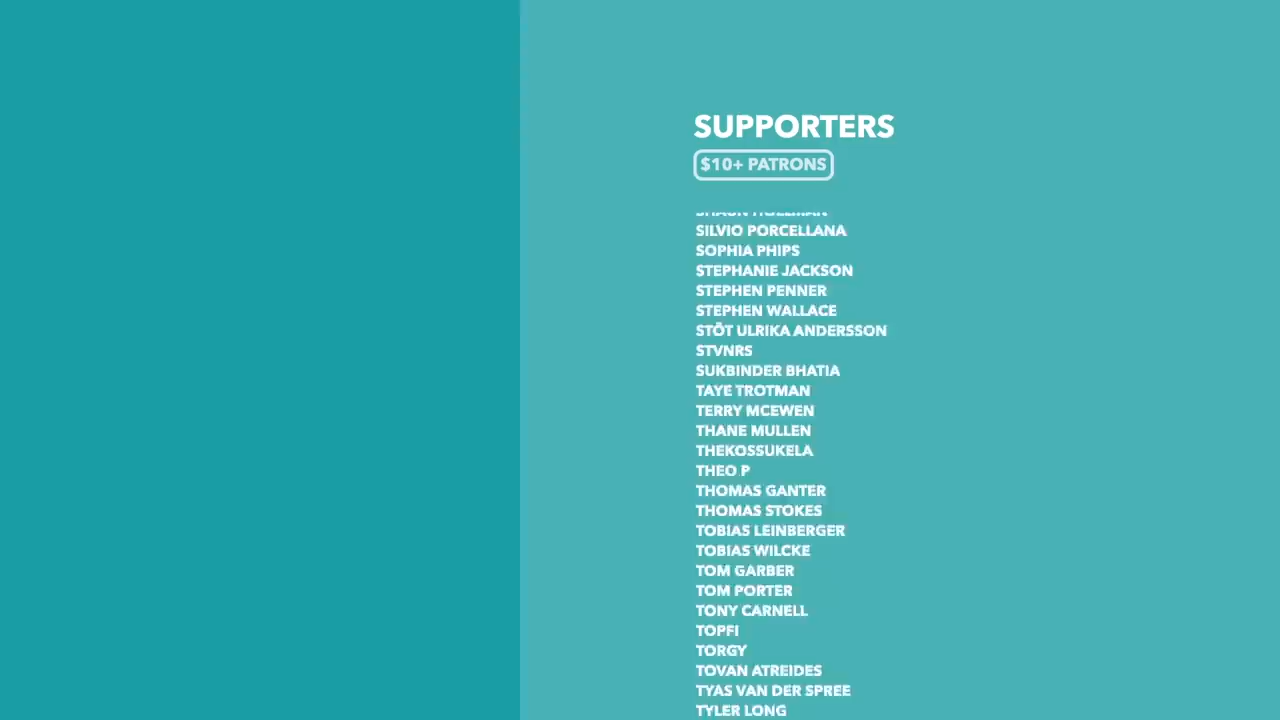 SUPPORTERS
$10+ PATRONS
SILVIO PORCELLANA
SOPHIA PHIPS
STEPHANIE JACKSON
STEPHEN PENNER
STEPHEN WALLACE
STÖT ULRIKA ANDERSSON
STVNRS
SUKBINDER BHATIA
TAYE TROTMAN
TERRY MCEWEN
THANE MULLEN
THEKOSSUKELA
THEO P
THOMAS GANTER
THOMAS STOKES
TOBIAS LEINBERGER
TOBIAS WILCKE
TOM GARBER
TOM PORTER
TONY CARNELL
TOPFI
TORGY
TOVAN ATREIDES
TYAS VAN DER SPREE
TYLER LONG